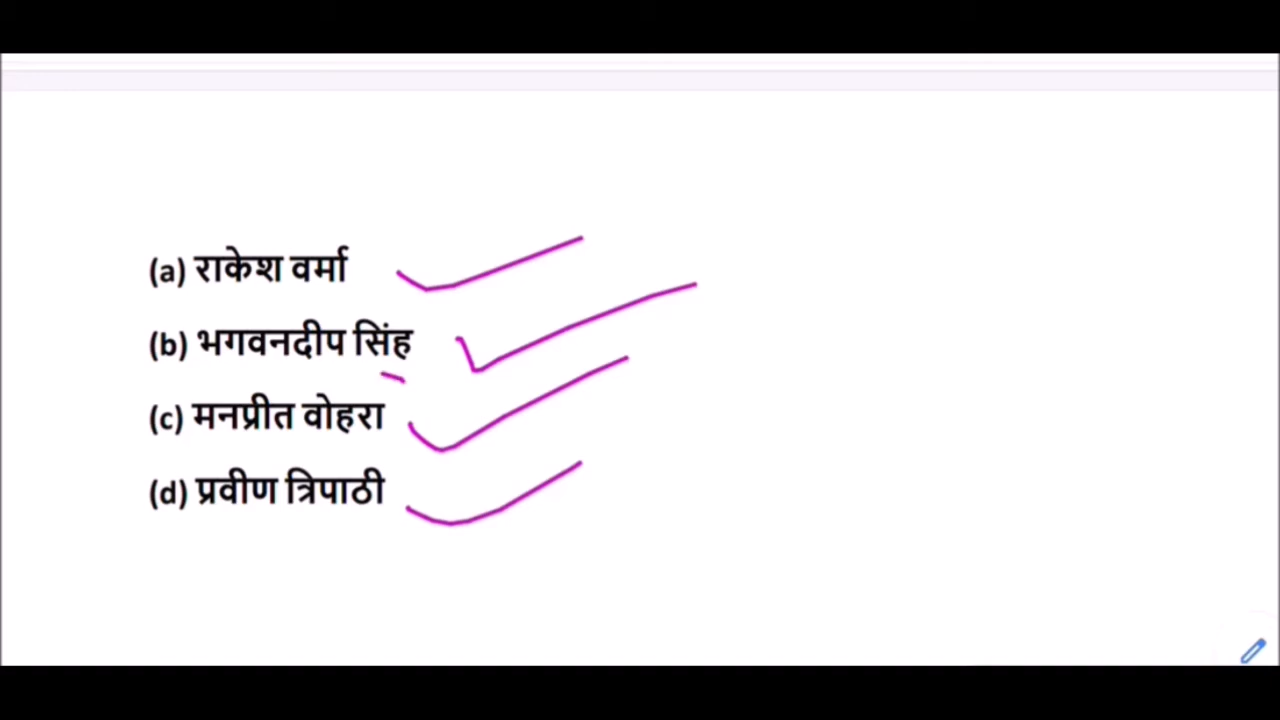 (a) राकेश वर्मा
(b) भगवनदीप सिंह
(c) मनप्रीत वोहरा
(d) प्रवीण त्रिपाठी